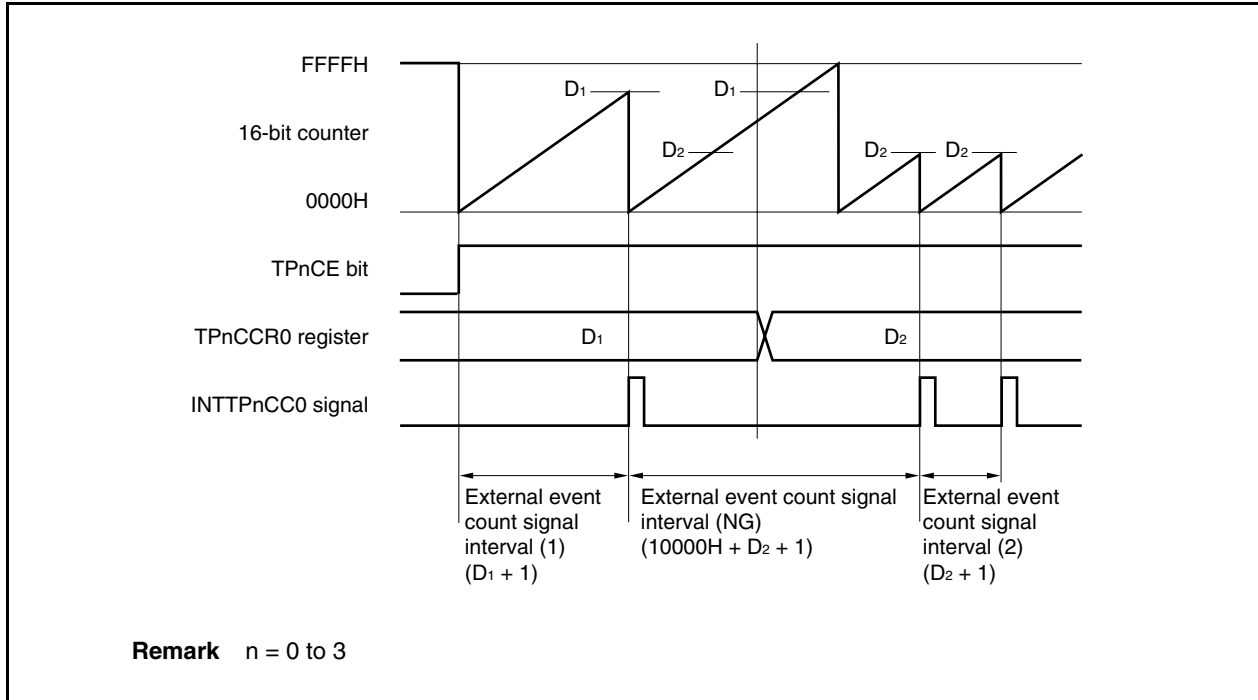 FFFFH
16-bit counter
0000H
D1
D2
D1
D2
D2
TPnCE bit
TPnCCR0 register
D1
D2
INTTPnCC0 signal
External event
count signal
interval (1)
(D1 + 1)
External event count signal
interval (NG)
(10000H + D2 + 1)
External event
count signal
interval (2)
(D2 + 1)
Remark n = 0 to 3